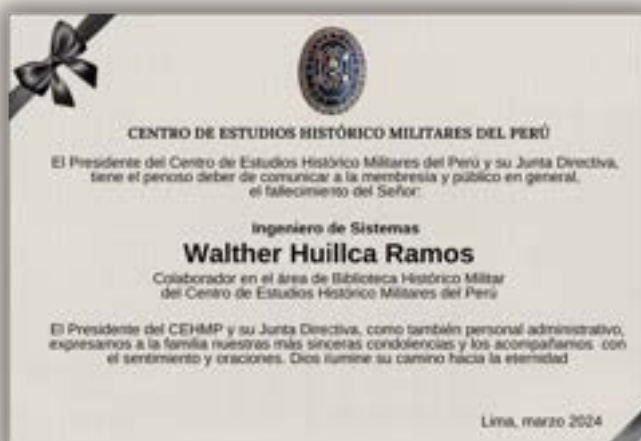 CENTRO DE ESTUDIOS HISTÓRICO MILITARES DEL PERÚ
El Presidente del Centro de Estudios Histórico Militares del Perú y su Junta Directiva,
tiene el penoso deber de comunicar a la membresía y público en general,
el fallecimiento del Señor:
Ingeniero de Sistemas
Walther Huillca Ramos
Colaborador en el área de Biblioteca Histórico Militar
del Centro de Estudios Histórico Militares del Perú
El Presidente del CEHMP y su Junta Directiva, como también personal administrativo,
expresamos a la familia nuestras más sinceras condolencias y los acompañamos con
el sentimiento y oraciones. Dios ilumine su camino hacia la eternidad
Lima, marzo 2024